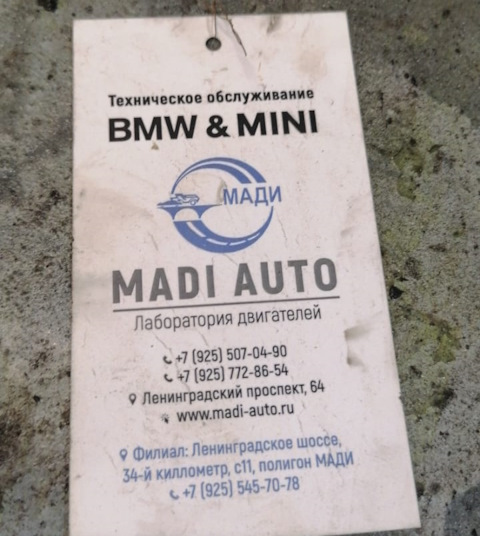 Техническое обслуживание
BMW & MINI
МАДИ
MADI AUTO
Лаборатория двигателей
+7 (925) 507-04-90
+7 (925) 772-86-54
Ленинградский проспект, 64
www.madi-auto.ru
Филиал: Ленинградское шоссе,
34-й киллометр, с11, полигон МАДИ
+7 (925) 545-70-78